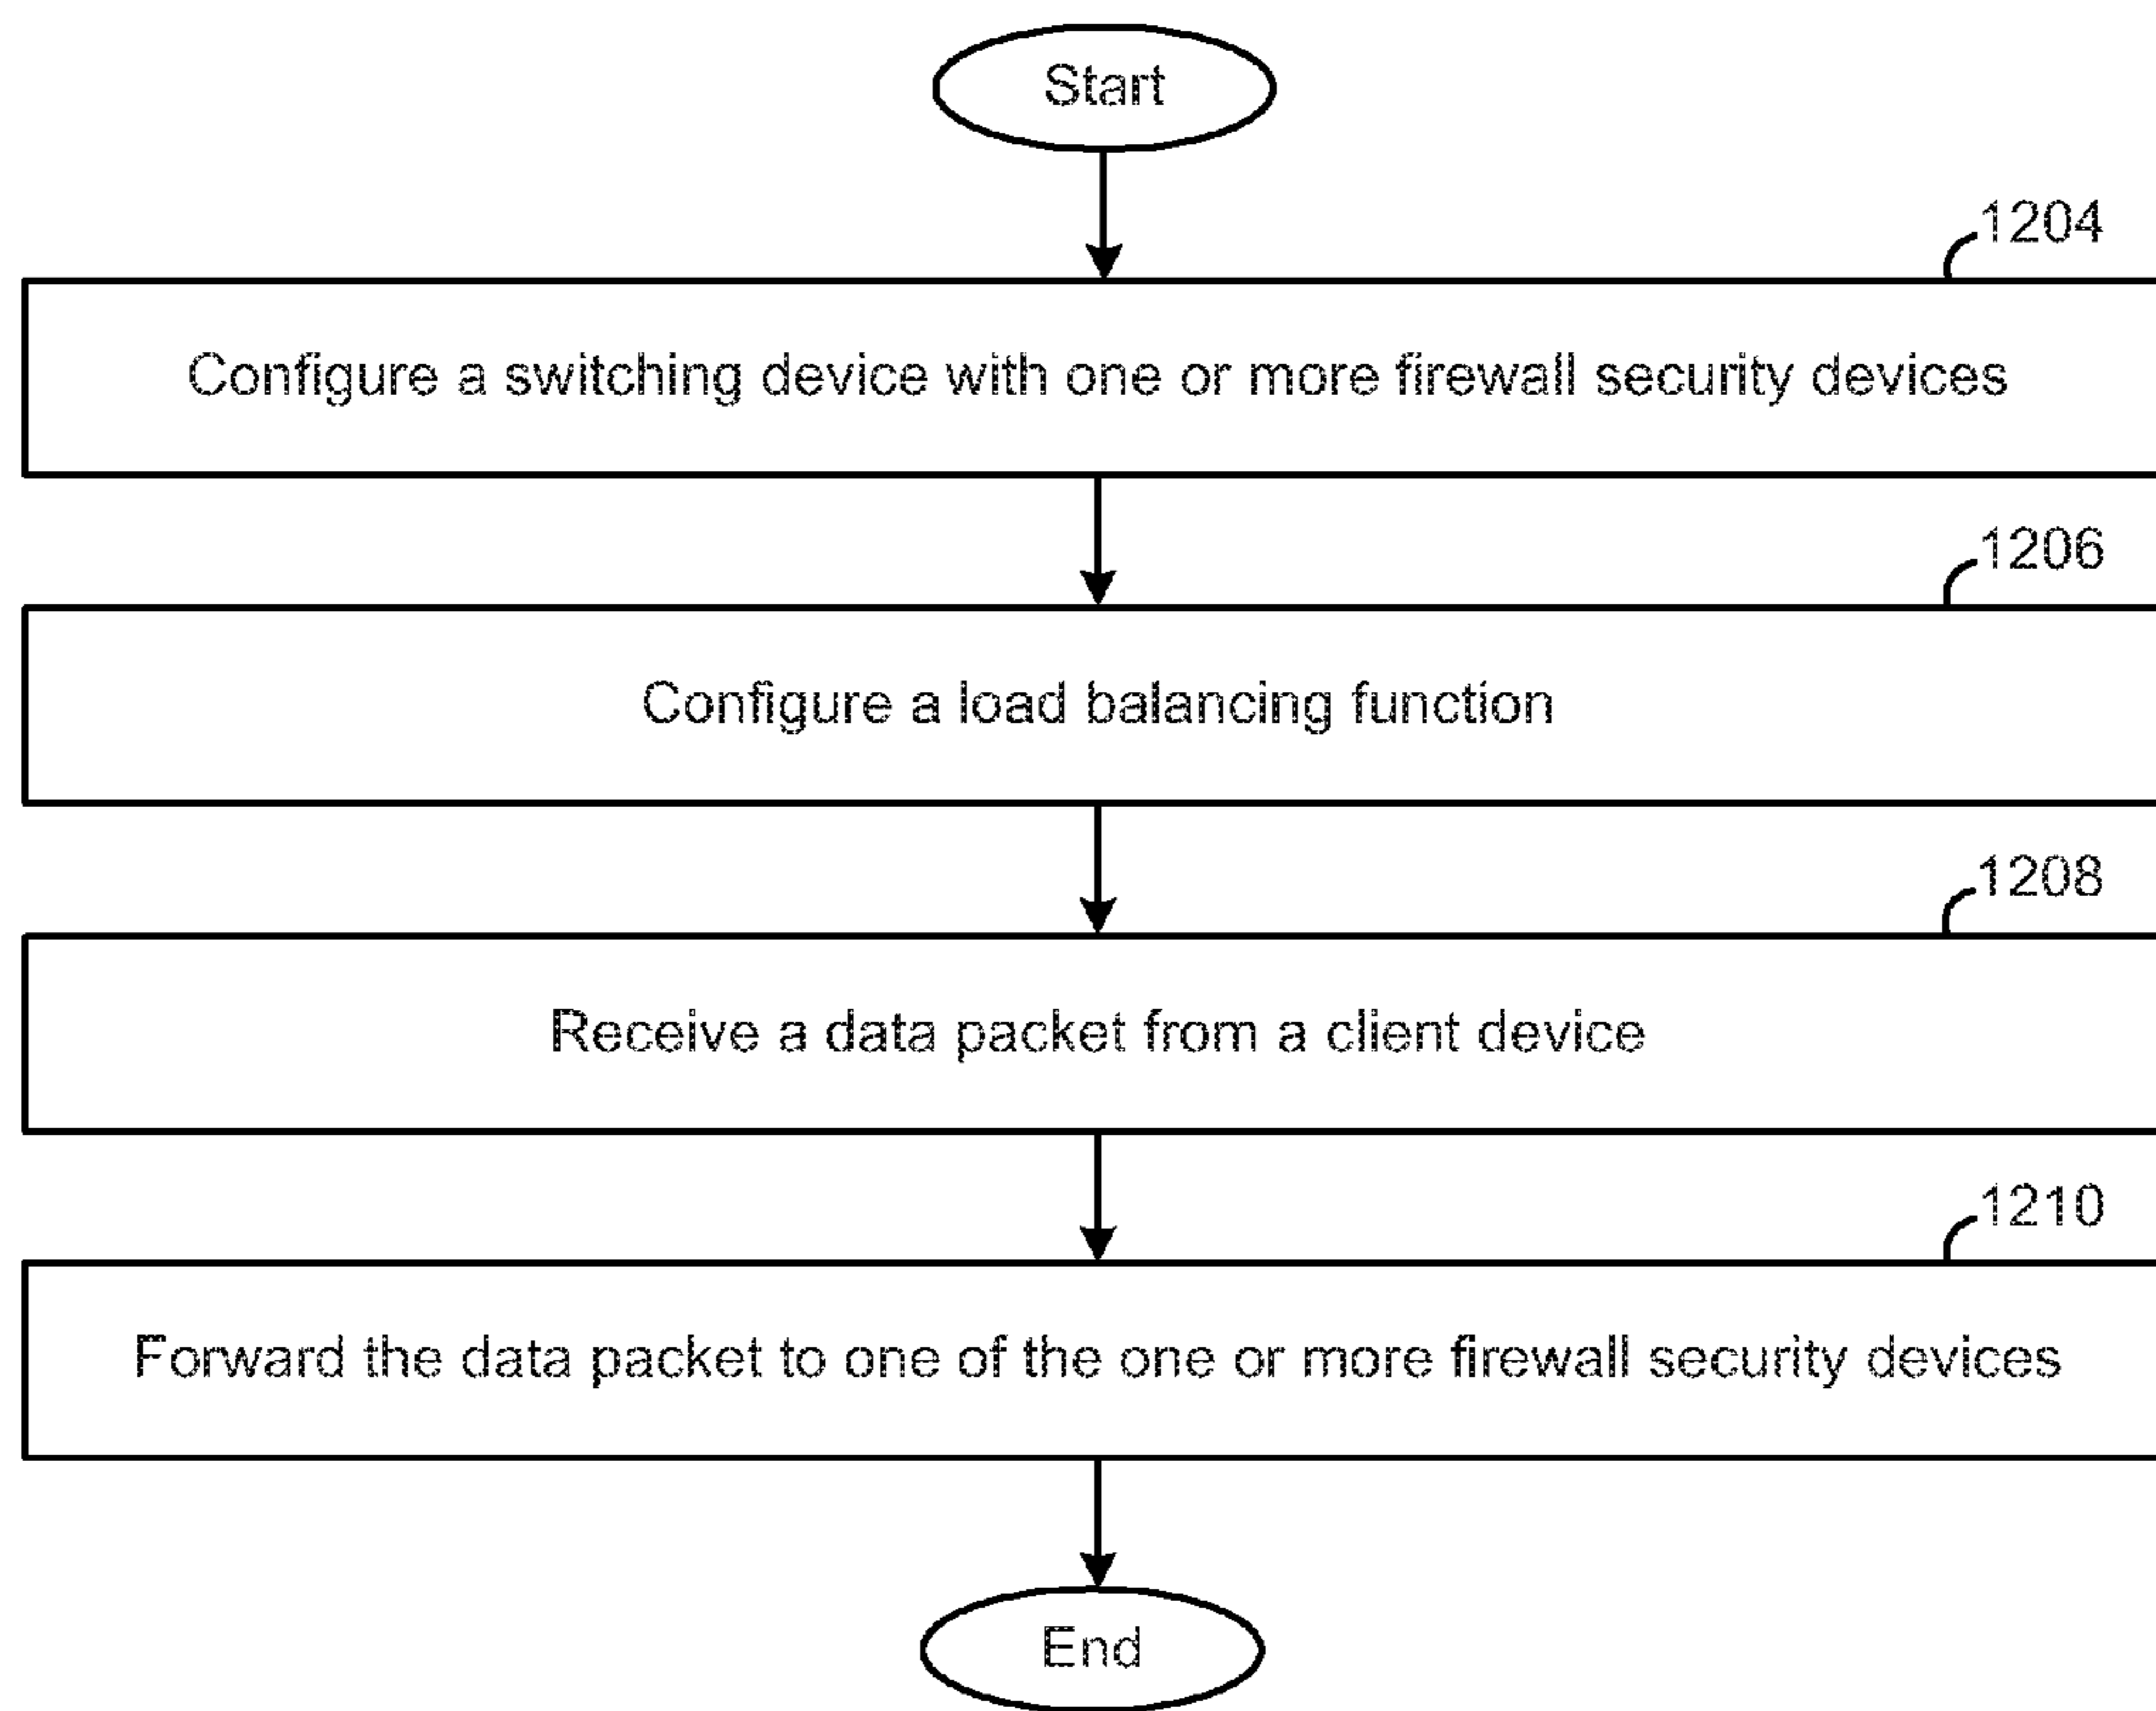 Start
1204
Configure a switching device with one or more firewall security devices
1206
Configure a load balancing function
1208
Receive a data packet from a client device
1210
Forward the data packet to one of the one or more firewall security devices
End